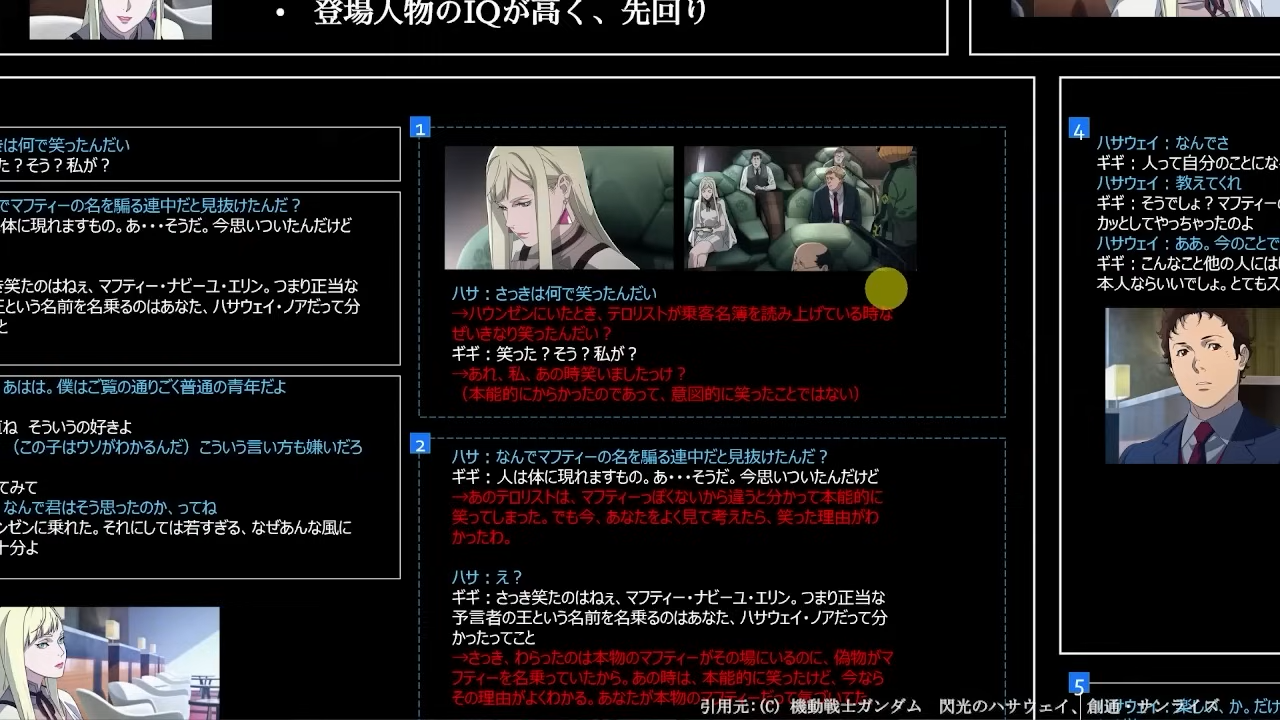 • 登場人物のIQが高く、先回り
きは何で笑ったんだい
た？そう？私が？
でマフティーの名を騙る連中だと見抜けたんだ？
体に現れますもの。あ・・・そうだ。今思いついたんだけど
き笑たのはねぇ、マフティー・ナビーユ・エリン。つまり正当な
王という名前を名乗るのはあなた、ハサウェイ・ノアだって分
と
あはは。僕はご覧の通りごく普通の青年だよ
直ね そういうの好きよ
（この子はウソがわかるんだ）こういう言い方も嫌いだろ
てみて
なんで君はそう思ったのか、ってね
ンゼンに乗れた。それにしては若すぎる、なぜあんな風に
十分よ
1
ハサ：さっきは何で笑ったんだい
→ハウンゼンにいたとき、テロリストが乗客名簿を読み上げている時な
ぜいきなり笑ったんだい？
ギギ：笑った？そう？私が？
→あれ、私、あの時笑いましたっけ？
（本能的にからかったのであって、意図的に笑ったことではない）
2
ハサ：なんでマフティーの名を騙る連中だと見抜けたんだ？
ギギ：人は体に現れますもの。あ・・・そうだ。今思いついたんだけど
→あのテロリストは、マフティーっぽくないから違うと分かって本能的に
笑ってしまった。でも今、あなたをよく見て考えたら、笑った理由がわ
かったわ。
ハサ：え？
ギギ：さっき笑たのはねぇ、マフティー・ナビーユ・エリン。つまり正当な
予言者の王という名前を名乗るのはあなた、ハサウェイ・ノアだって分
かったってこと
→さっき、わらったのは本物のマフティーがその場にいるのに、偽物がマ
フティーを名乗っていたから。あの時は、本能的に笑ったけど、今なら
その理由がよくわかる。あなたが本物のマフティーだって気づいてた
4
ハサウェイ：なんでさ
ギギ：人って自分のことにな
ハサウェイ：教えてくれ
ギギ：そうでしょ？マフティーの
カッとしてやっちゃったのよ
ハサウェイ：ああ。今のことで
ギギ：こんなこと他の人には
本人ならいいでしょ。とてもス
5
引用元:(C) 機動戦士ガンダム 閃光のハサウェイ、創通・サンライズ